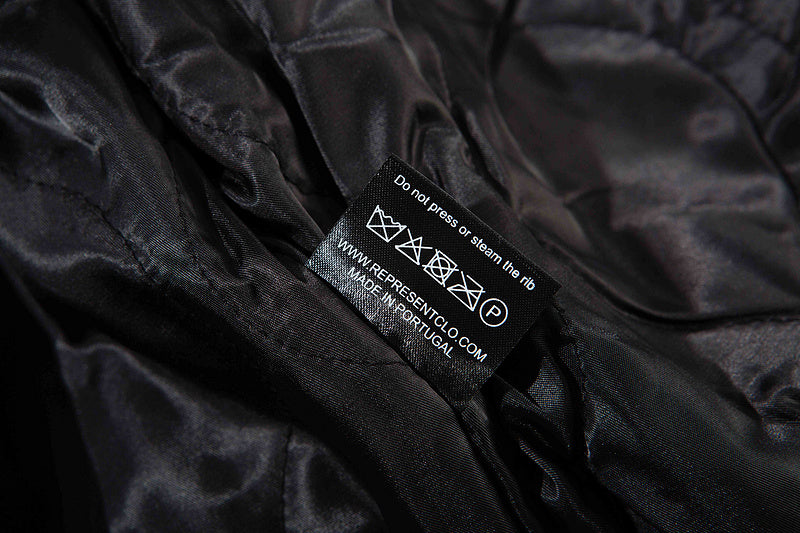 Do not press or steam the rib
P
WWW.REPRESENTCLO.COM
MADE IN PORTUGAL